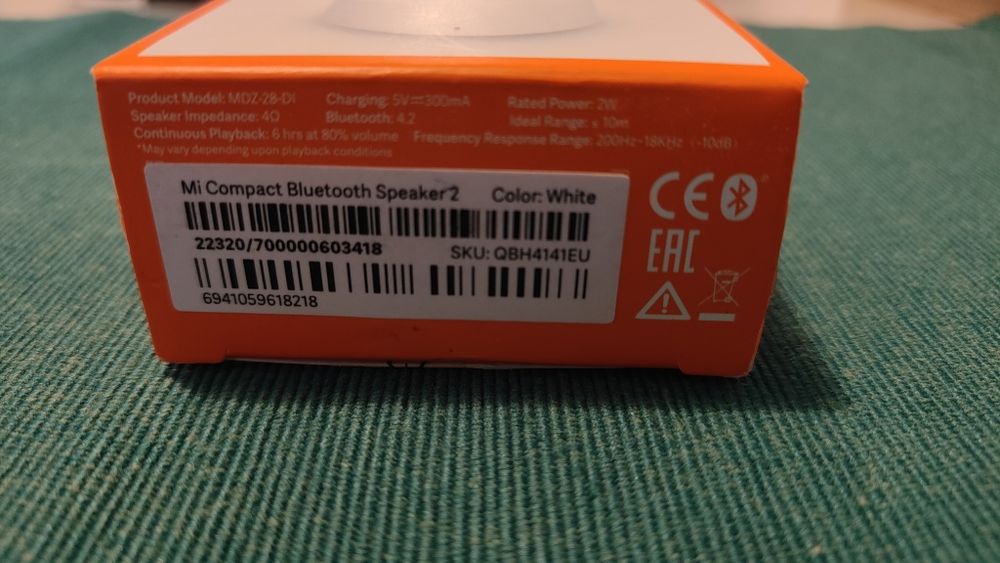 Product Model: MDZ-28-DI Charging: 5V⎓300mA Rated Power: 2W
Speaker Impedance: 4Ω Bluetooth: 4.2 Ideal Range: ≤ 10m
Continuous Playback: 6 hrs at 80% volume Frequency Response Range: 200Hz~18KHz (-10dB)
*May vary depending upon playback conditions
Mi Compact Bluetooth Speaker 2 Color: White
22320/700000603418 SKU: QBH4141EU
6941059618218
CE
EAC